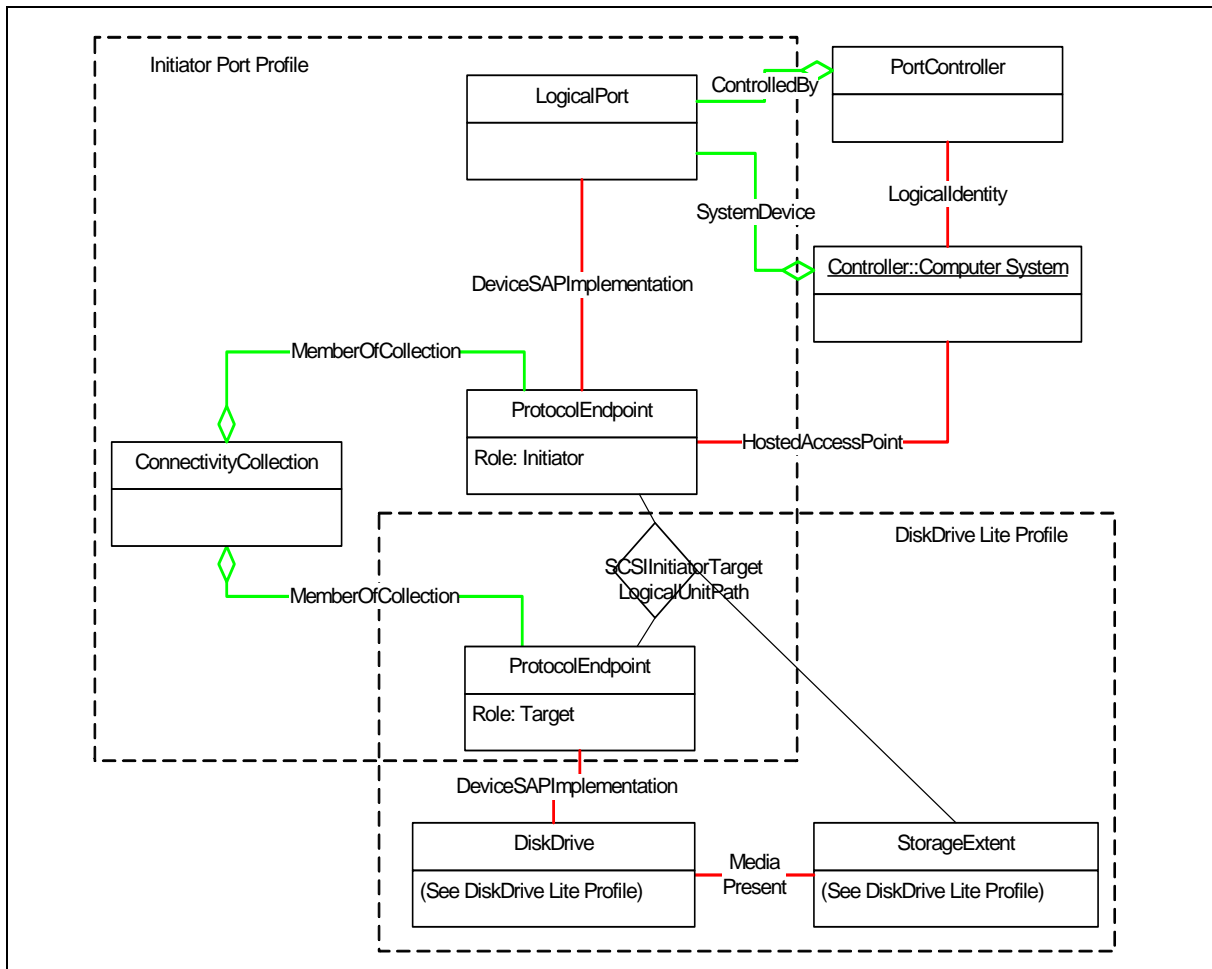 Initiator Port Profile
LogicalPort
ControlledBy
PortController
LogicalIdentity
SystemDevice
Controller::Computer System
DeviceSAPImplementation
MemberOfCollection
ProtocolEndpoint
Role: Initiator
HostedAccessPoint
ConnectivityCollection
DiskDrive Lite Profile
SCSIInitiatorTarget
LogicalUnitPath
MemberOfCollection
ProtocolEndpoint
Role: Target
DeviceSAPImplementation
DiskDrive
(See DiskDrive Lite Profile)
Media
Present
StorageExtent
(See DiskDrive Lite Profile)